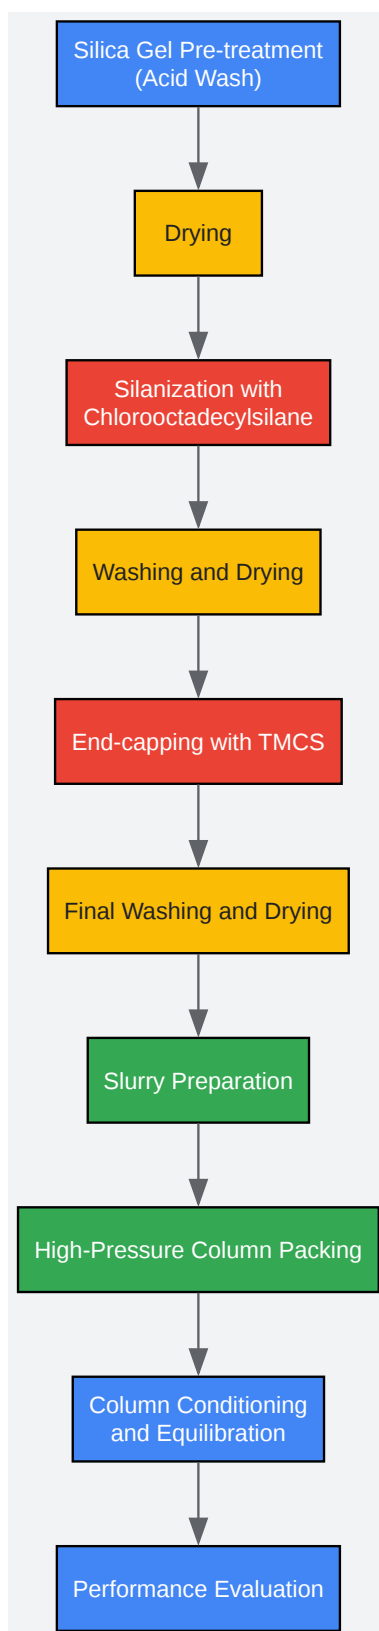 Silica Gel Pre-treatment
(Acid Wash)
Drying
Silanization with
Chlorooctadecylsilane
Washing and Drying
End-capping with TMCS
Final Washing and Drying
Slurry Preparation
High-Pressure Column Packing
Column Conditioning
and Equilibration
Performance Evaluation